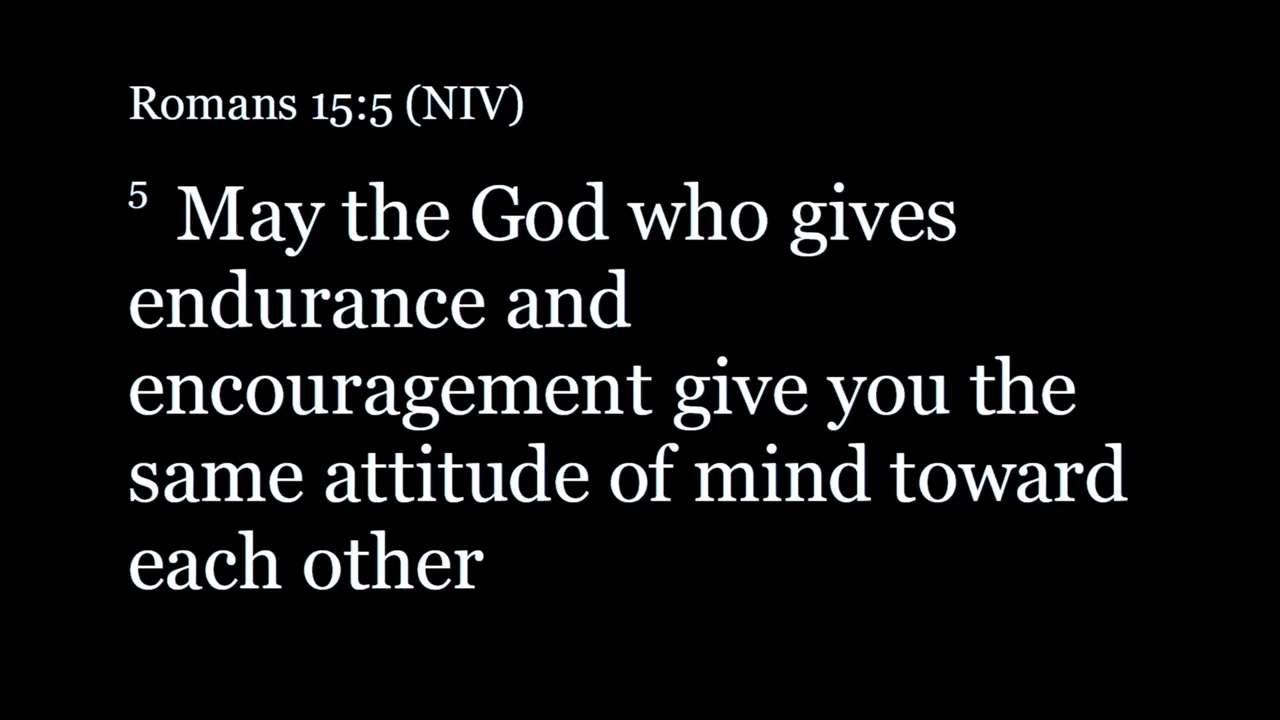 Romans 15:5 (NIV)
5 May the God who gives
endurance and
encouragement give you the
same attitude of mind toward
each other